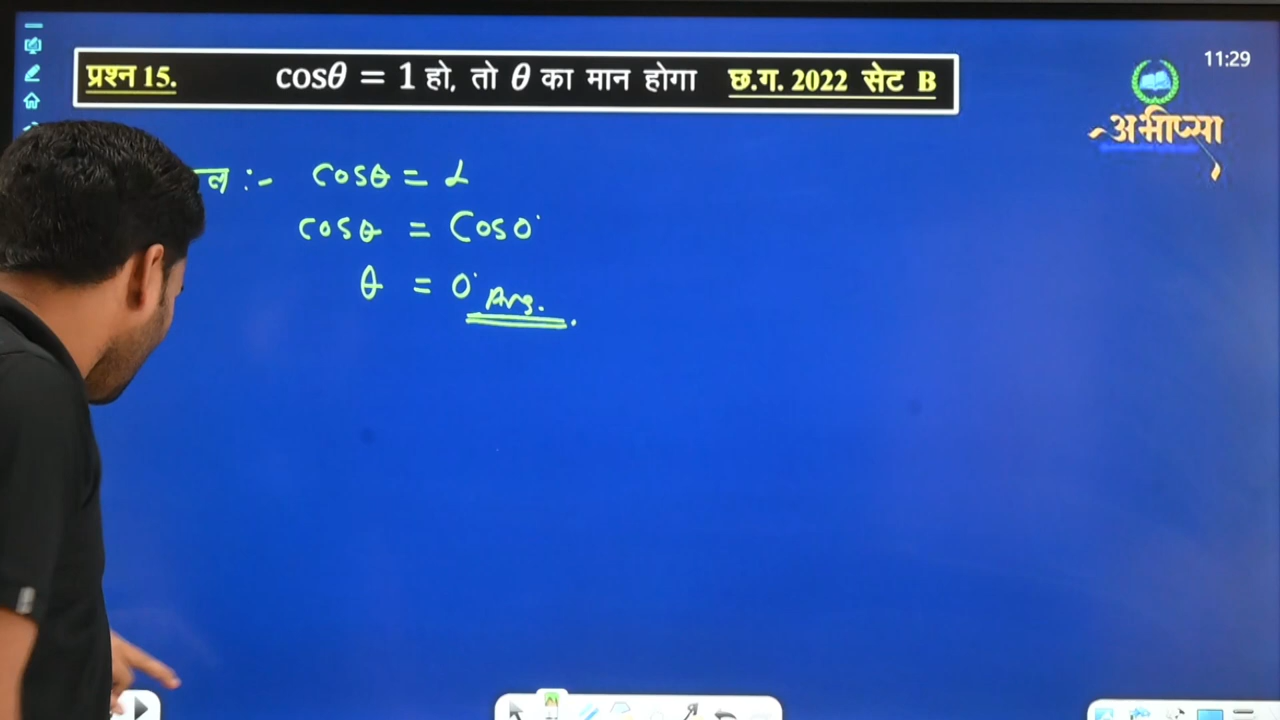 प्रश्न 15. cosθ = 1 हो, तो θ का मान होगा छ.ग. 2022 सेट B
11:29
अभीप्सा
ल :- cosθ = 1
cosθ = Cos0°
θ = 0° Ans.